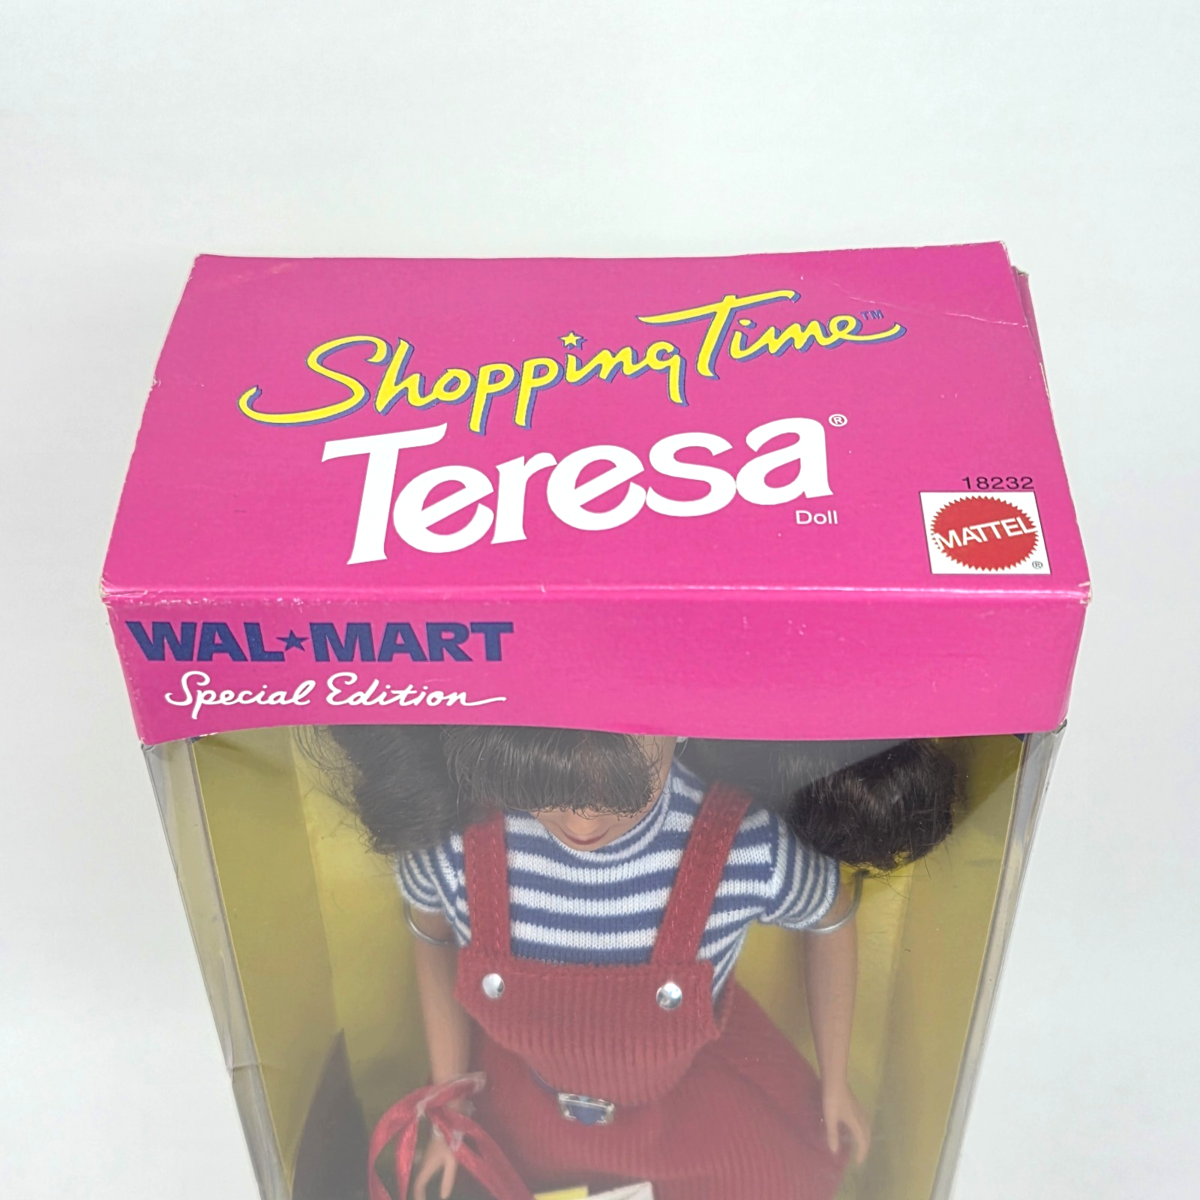 Shopping Time™
Teresa®
Doll
18232
MATTEL
®
WAL★MART
Special Edition